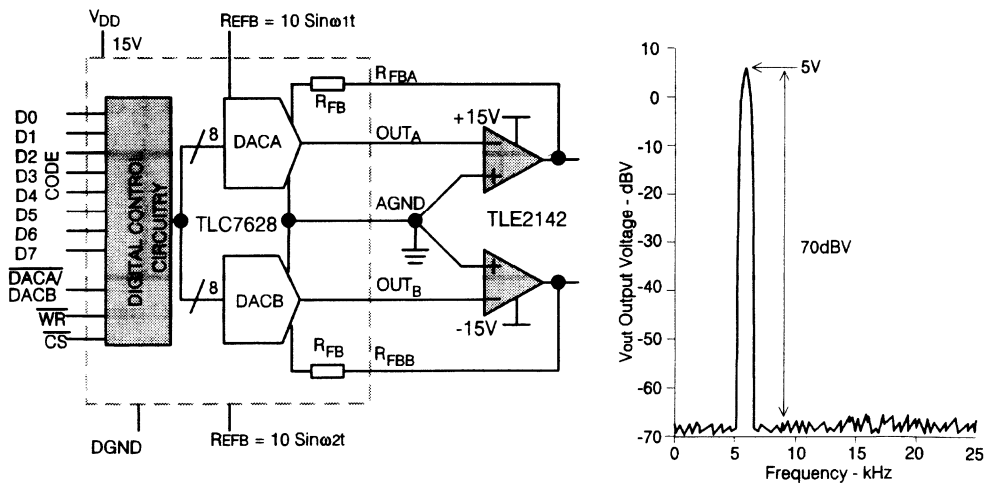 VDD
15V
REFB = 10 Sinω1t
RFBA
RFB
D0
D1
D2
D3
D4
D5
D6
D7
CODE
DACA/
DACB
WR
CS
DIGITAL CONTROL
CIRCUITRY
8
DACA
OUTA
+15V
TLC7628
AGND
TLE2142
8
DACB
OUTB
-15V
RFB
RFBB
DGND
REFB = 10 Sinω2t
Vout Output Voltage - dBV
10
0
-10
-20
-30
-40
-50
-60
-70
5V
70dBV
0
5
10
15
20
25
Frequency - kHz